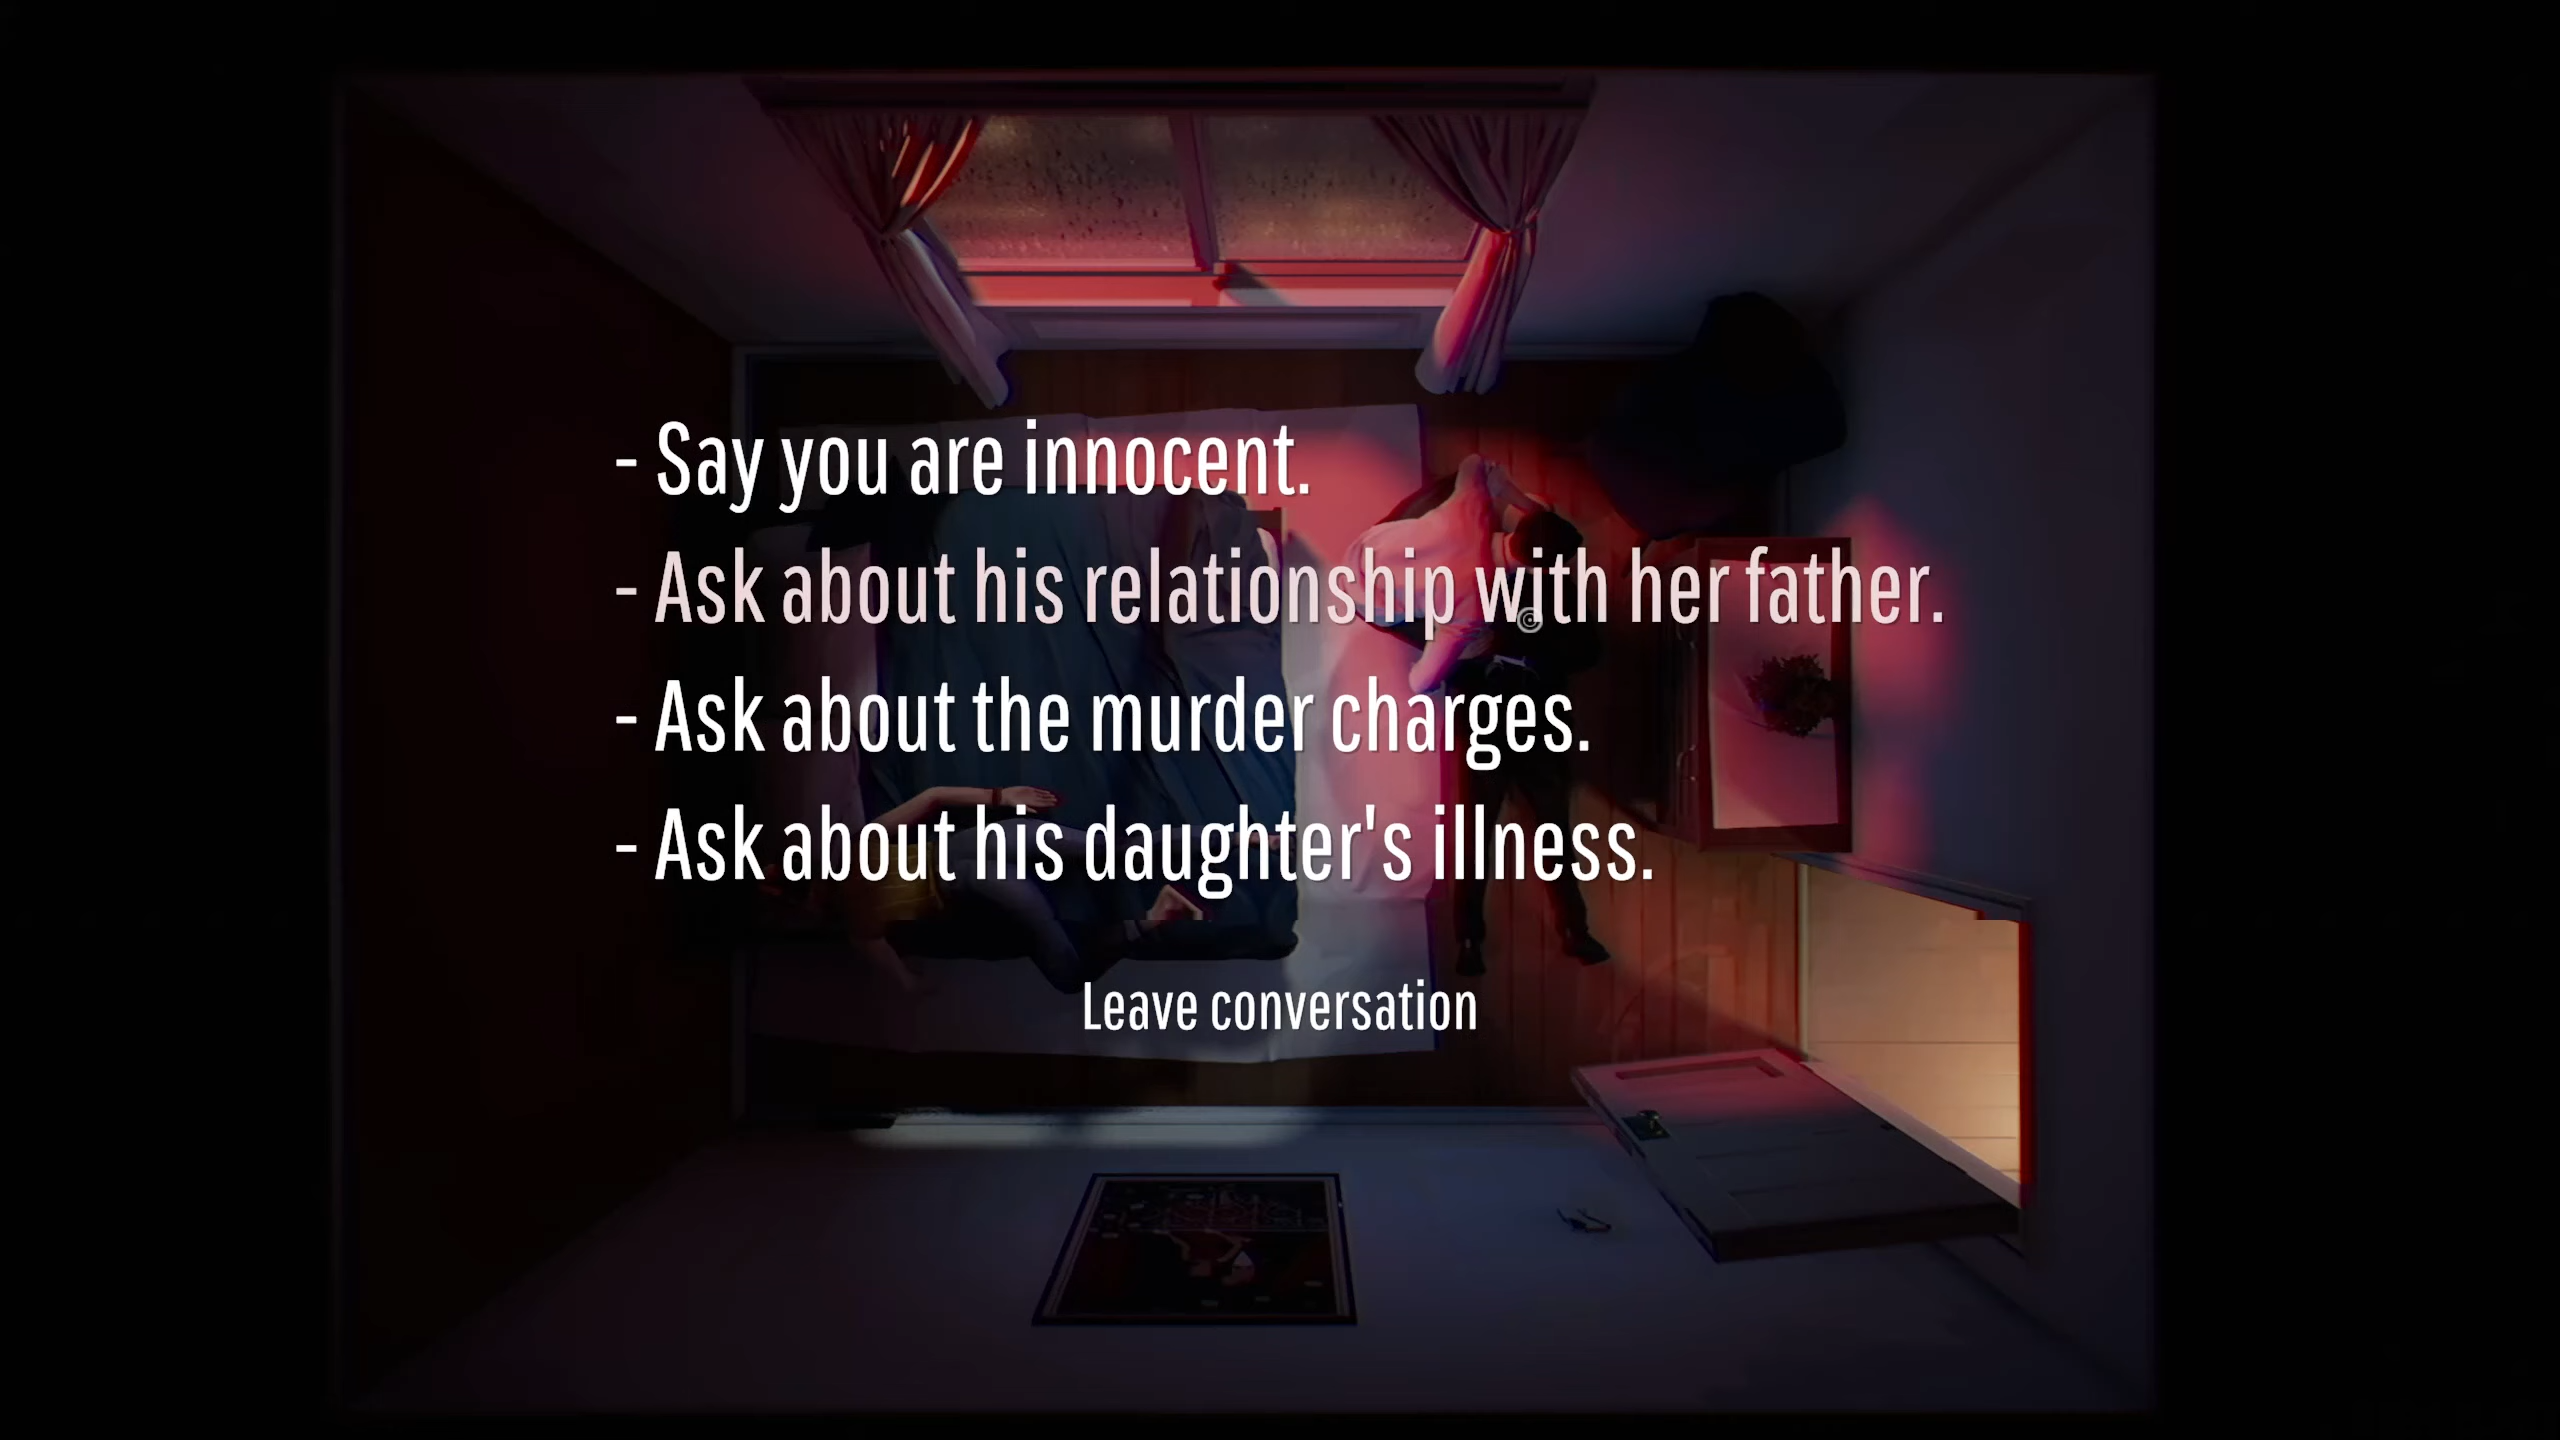 - Say you are innocent.
- Ask about his relationship with her father.
- Ask about the murder charges.
- Ask about his daughter's illness.
Leave conversation